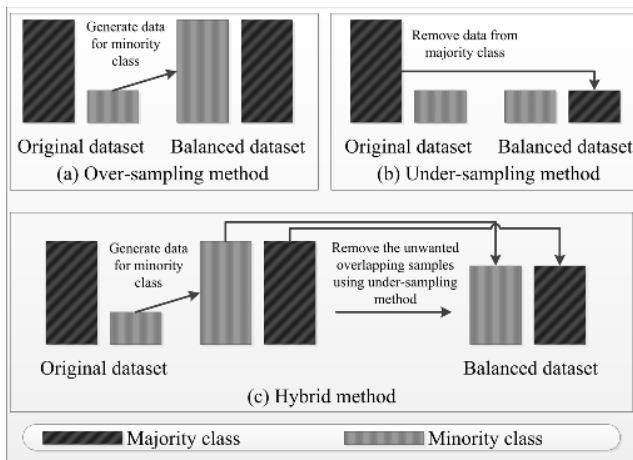 Generate data
for minority
class
Original dataset
Balanced dataset
(a) Over-sampling method
Remove data from
majority class
Original dataset
Balanced dataset
(b) Under-sampling method
Generate data
for minority
class
Remove the unwanted
overlapping samples
using under-sampling
method
Original dataset
Balanced dataset
(c) Hybrid method
Majority class
Minority class